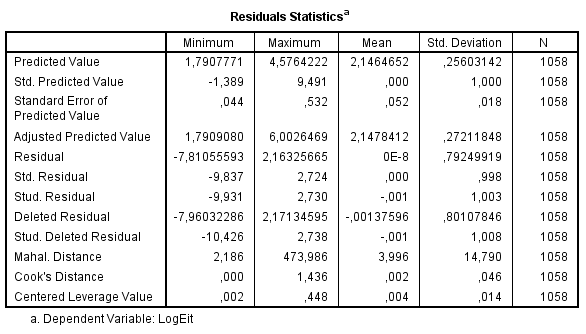 Residuals Statisticsa
Minimum Maximum Mean Std. Deviation N
Predicted Value 1,7907771 4,5764222 2,1464652 ,25603142 1058
Std. Predicted Value -1,389 9,491 ,000 1,000 1058
Standard Error of
Predicted Value ,044 ,532 ,052 ,018 1058
Adjusted Predicted Value 1,7909080 6,0026469 2,1478412 ,27211848 1058
Residual -7,81055593 2,16325665 0E-8 ,79249919 1058
Std. Residual -9,837 2,724 ,000 ,998 1058
Stud. Residual -9,931 2,730 -,001 1,003 1058
Deleted Residual -7,96032286 2,17134595 -,00137596 ,80107846 1058
Stud. Deleted Residual -10,426 2,738 -,001 1,008 1058
Mahal. Distance 2,186 473,986 3,996 14,790 1058
Cook's Distance ,000 1,436 ,002 ,046 1058
Centered Leverage Value ,002 ,448 ,004 ,014 1058
a. Dependent Variable: LogEit